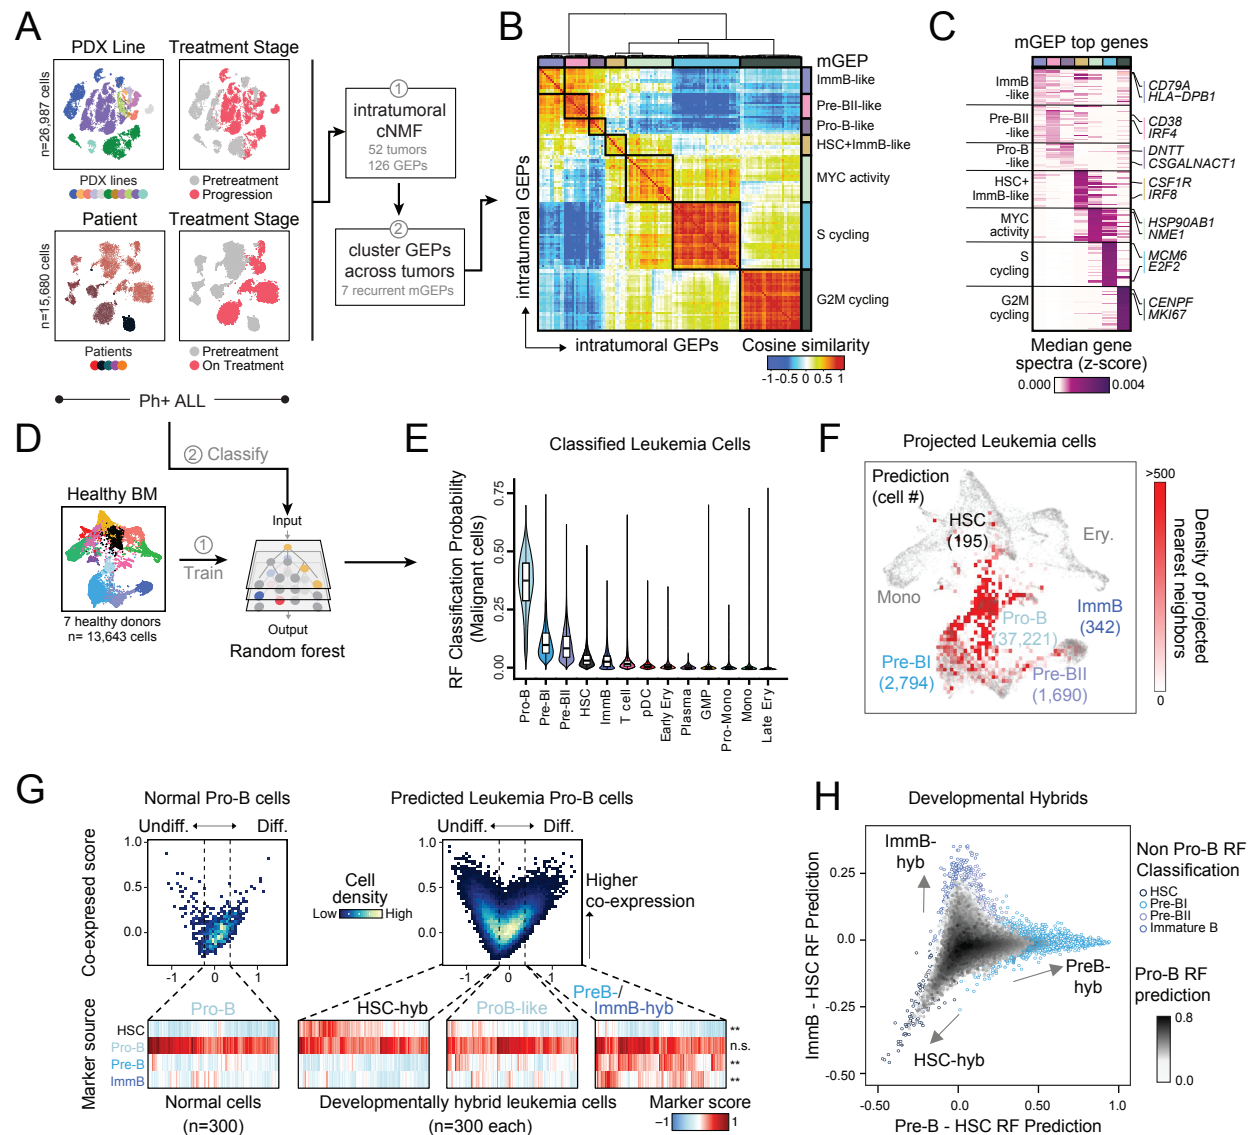 A
PDX Line
Treatment Stage
n=26,987 cells
PDX lines
Pretreatment
Progression
Patient
Treatment Stage
n=15,680 cells
Patients
Pretreatment
On Treatment
Ph+ ALL
1
intratumoral
cNMF
52 tumors
126 GEPs
2
cluster GEPs
across tumors
7 recurrent mGEPs
B
mGEP
ImmB-like
Pre-BII-like
Pro-B-like
HSC+ImmB-like
MYC activity
S cycling
G2M cycling
intratumoral GEPs
intratumoral GEPs
Cosine similarity
-1 -0.5 0 0.5 1
C
mGEP top genes
ImmB
-like
Pre-BII
-like
Pro-B
-like
HSC+
ImmB-like
MYC
activity
S
cycling
G2M
cycling
CD79A
HLA-DPB1
CD38
IRF4
DNTT
CSGALNACT1
CSF1R
IRF8
HSP90AB1
NME1
MCM6
E2F2
CENPF
MKI67
Median gene
spectra (z-score)
0.000 0.004
D
2 Classify
Healthy BM
7 healthy donors
n= 13,643 cells
1
Train
Input
Output
Random forest
E
Classified Leukemia Cells
RF Classification Probability
(Malignant cells)
0.75
0.50
0.25
0.00
Pro-B
Pre-BI
Pre-BII
HSC
ImmB
T cell
pDC
Early Ery
Plasma
GMP
Pro-Mono
Mono
Late Ery
F
Projected Leukemia cells
Prediction
(cell #)
HSC
(195)
Ery.
Mono
Pro-B
(37,221)
ImmB
(342)
Pre-BI
(2,794)
Pre-BII
(1,690)
>500
0
Density of projected
nearest neighbors
G
Normal Pro-B cells
Undiff. Diff.
Co-expresed score
1.0
0.5
0.0
-1 0 1
Predicted Leukemia Pro-B cells
Undiff. Diff.
1.0
0.5
0.0
-1 0 1
Cell
density
Low High
Higher
co-expression
Marker source
Pro-B
HSC-hyb
ProB-like
PreB-/
ImmB-hyb
HSC
Pro-B
Pre-B
ImmB
**
n.s.
**
**
Normal cells
(n=300)
Developmentally hybrid leukemia cells
(n=300 each)
Marker score
-1 1
H
Developmental Hybrids
ImmB - HSC RF Prediction
0.25
0.0
-0.25
-0.50
-0.50 0.0 0.50 1.0
Pre-B - HSC RF Prediction
ImmB-
hyb
PreB-
hyb
HSC-hyb
Non Pro-B RF
Classification
HSC
Pre-BI
Pre-BII
Immature B
Pro-B RF
prediction
0.8
0.0